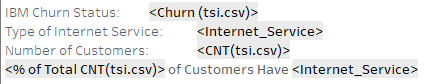 IBM Churn Status: <Churn (tsi.csv)>
Type of Internet Service: <Internet_Service>
Number of Customers: <CNT(tsi.csv)>
<% of Total CNT(tsi.csv)> of Customers Have <Internet_Service>